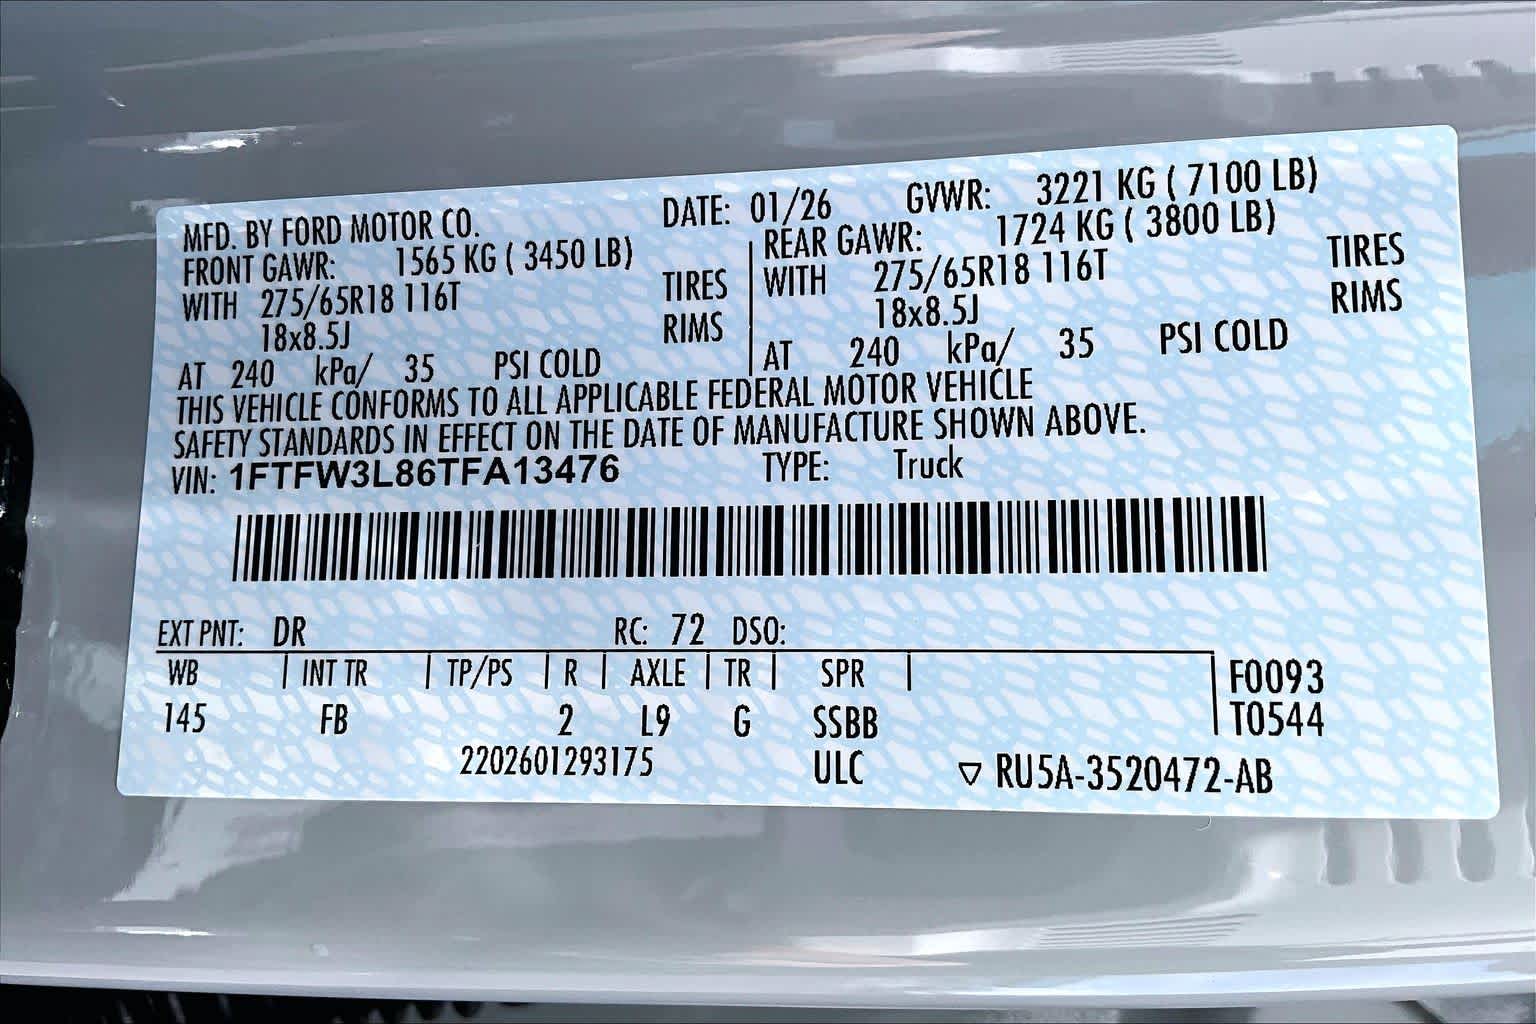 MFD. BY FORD MOTOR CO. DATE: 01/26 GVWR: 3221 KG ( 7100 LB)
FRONT GAWR: 1565 KG ( 3450 LB) REAR GAWR: 1724 KG ( 3800 LB)
WITH 275/65R18 116T TIRES WITH 275/65R18 116T TIRES
18x8.5J RIMS 18x8.5J RIMS
AT 240 kPa/ 35 PSI COLD AT 240 kPa/ 35 PSI COLD
THIS VEHICLE CONFORMS TO ALL APPLICABLE FEDERAL MOTOR VEHICLE
SAFETY STANDARDS IN EFFECT ON THE DATE OF MANUFACTURE SHOWN ABOVE.
VIN: 1FTFW3L86TFA13476 TYPE: Truck
EXT PNT: DR RC: 72 DSO:
WB INT TR TP/PS R AXLE TR SPR F0093
145 FB 2 L9 G SSBB T0544
2202601293175 ULC ▽ RU5A-3520472-AB